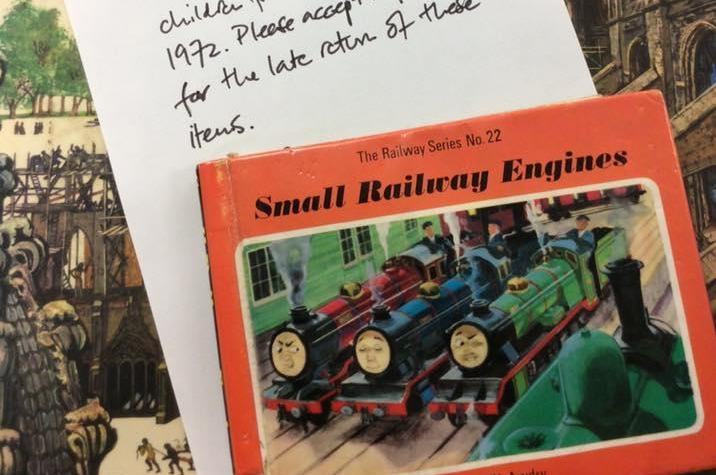 children
1972. Please accept
for the late return of these
items.
The Railway Series No. 22
Small Railway Engines